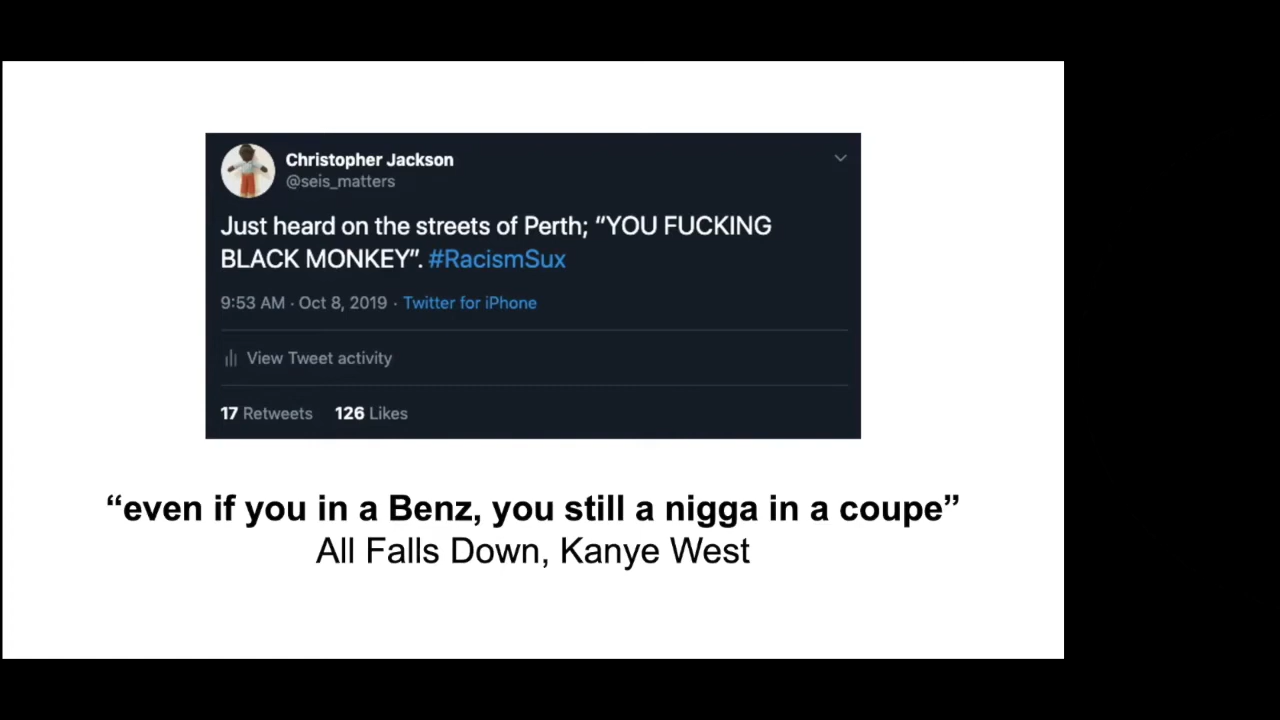 Christopher Jackson
@seis_matters
Just heard on the streets of Perth; “YOU FUCKING
BLACK MONKEY”. #RacismSux
9:53 AM · Oct 8, 2019 · Twitter for iPhone
View Tweet activity
17 Retweets 126 Likes
“even if you in a Benz, you still a nigga in a coupe”
All Falls Down, Kanye West